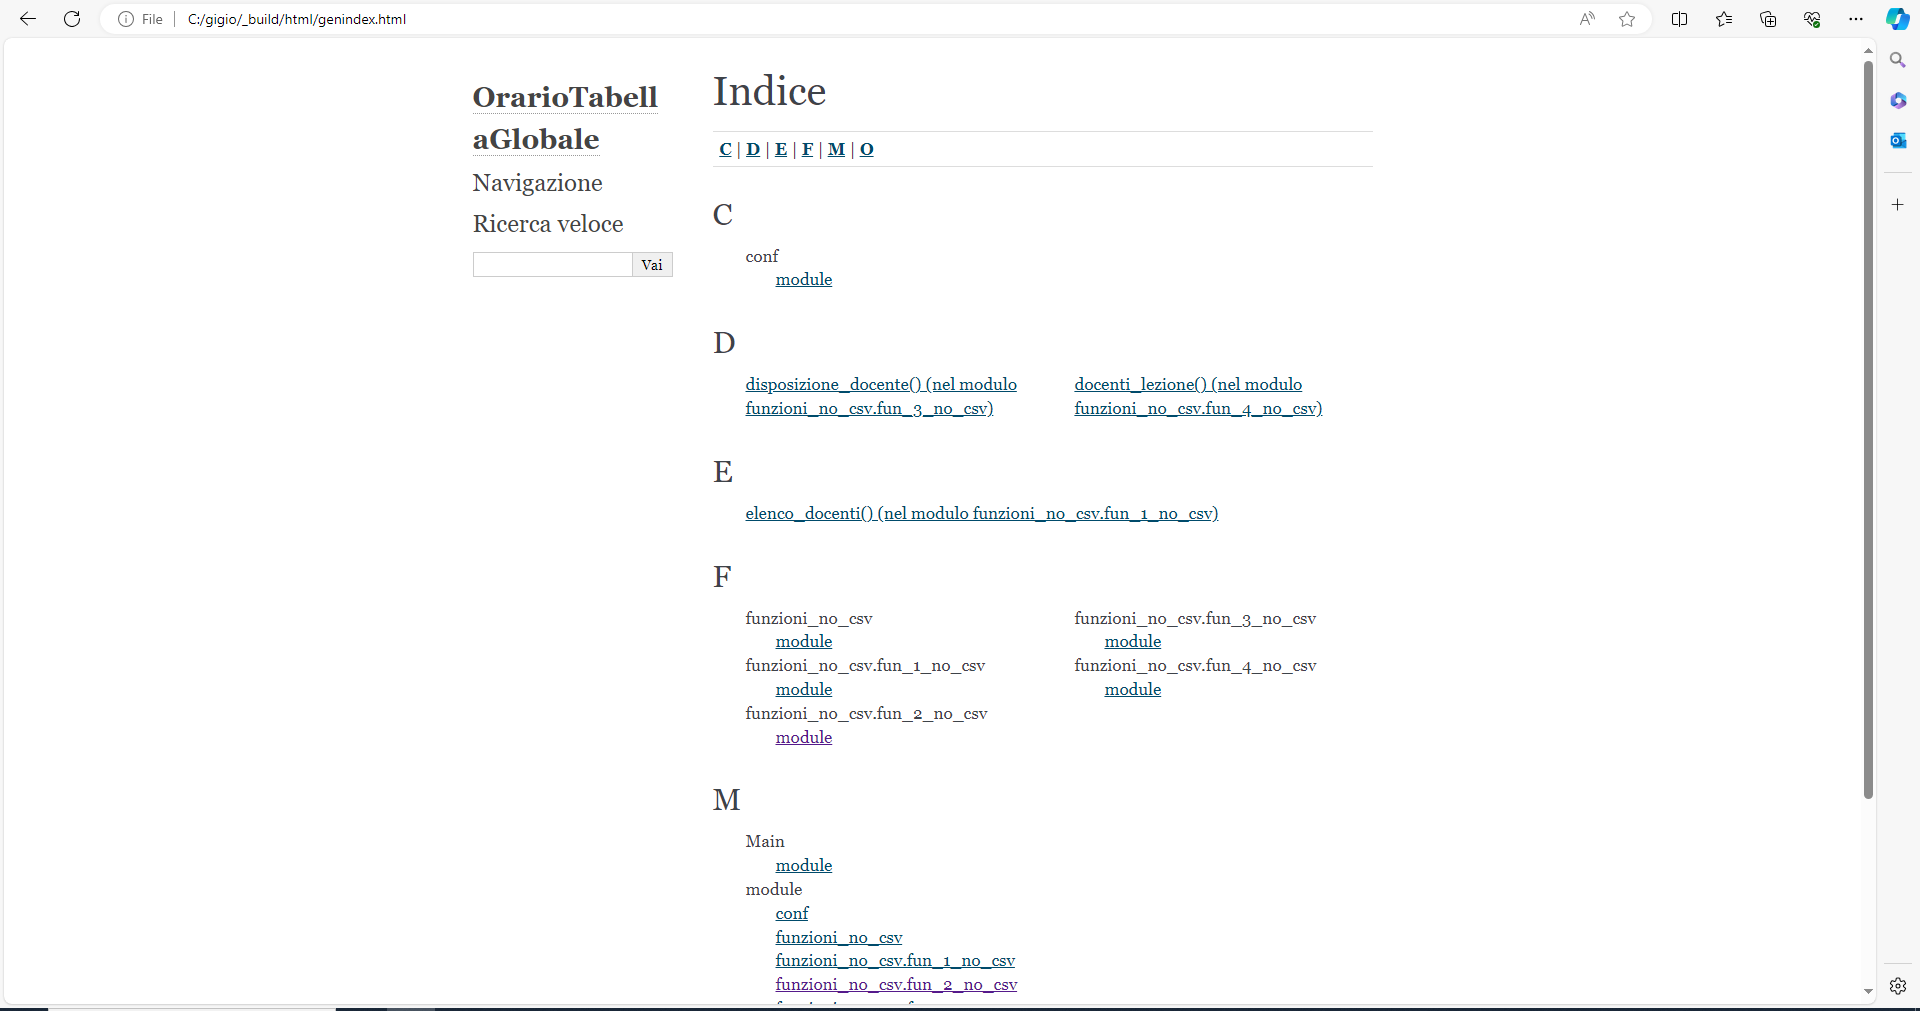 File
C:/gigio/_build/html/genindex.html
OrarioTabell
aGlobale
Navigazione
Ricerca veloce
Vai
Indice
C | D | E | F | M | O
C
conf
module
D
disposizione_docente() (nel modulo
funzioni_no_csv.fun_3_no_csv)
docenti_lezione() (nel modulo
funzioni_no_csv.fun_4_no_csv)
E
elenco_docenti() (nel modulo funzioni_no_csv.fun_1_no_csv)
F
funzioni_no_csv
module
funzioni_no_csv.fun_1_no_csv
module
funzioni_no_csv.fun_2_no_csv
module
funzioni_no_csv.fun_3_no_csv
module
funzioni_no_csv.fun_4_no_csv
module
M
Main
module
module
conf
funzioni_no_csv
funzioni_no_csv.fun_1_no_csv
funzioni_no_csv.fun_2_no_csv